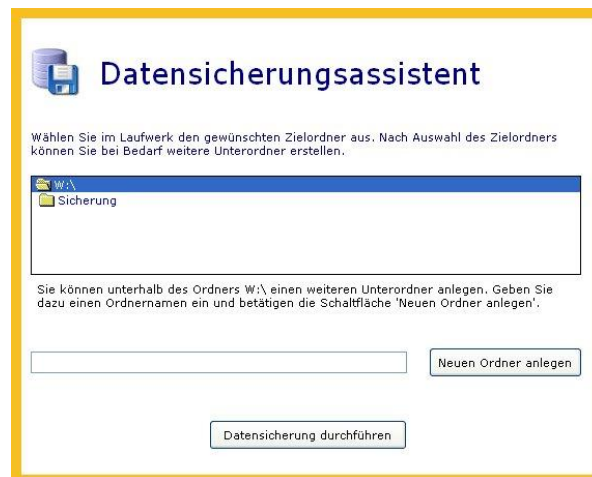 Datensicherungsassistent
Wählen Sie im Laufwerk den gewünschten Zielordner aus. Nach Auswahl des Zielordners
können Sie bei Bedarf weitere Unterordner erstellen.
W:\
Sicherung
Sie können unterhalb des Ordners W:\ einen weiteren Unterordner anlegen. Geben Sie
dazu einen Ordnernamen ein und betätigen die Schaltfläche 'Neuen Ordner anlegen'.
Neuen Ordner anlegen
Datensicherung durchführen